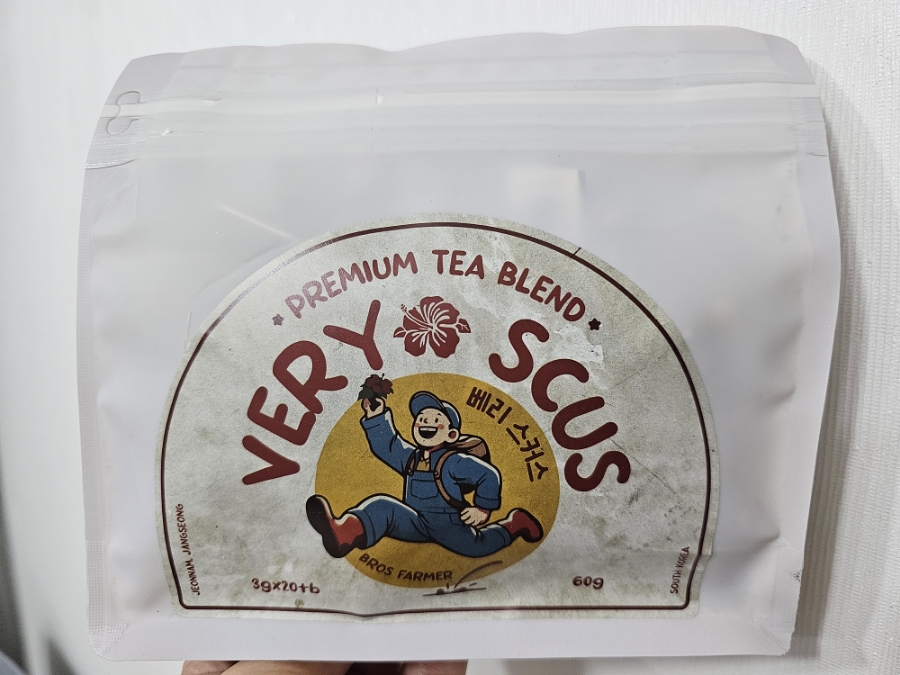 PREMIUM TEA BLEND
VERY SCUS
베리 스커스
BROS FARMER
JEONNAM, JANGSEONG
3g×20tb
60g
SOUTH KOREA